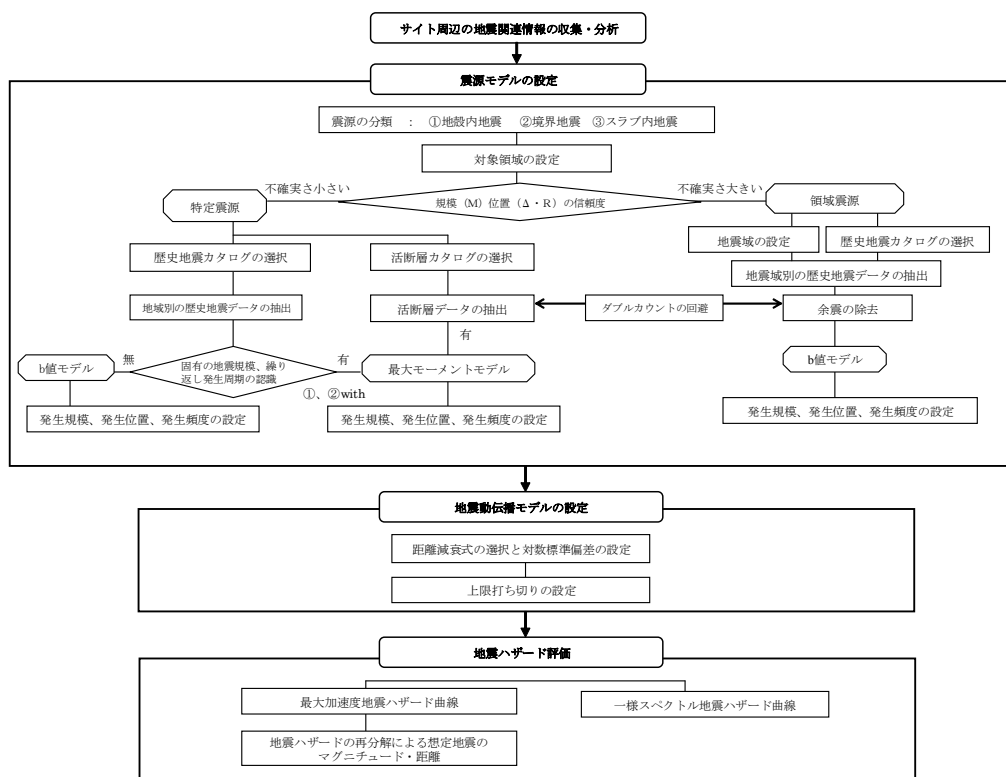 サイト周辺の地震関連情報の収集・分析
震源モデルの設定
震源の分類 : ①地殻内地震 ②境界地震 ③スラブ内地震
対象領域の設定
不確実さ小さい
不確実さ大きい
規模（M）位置（Δ・R）の信頼度
特定震源
領域震源
歴史地震カタログの選択
活断層カタログの選択
地震域の設定
歴史地震カタログの選択
地震域別の歴史地震データの抽出
地域別の歴史地震データの抽出
活断層データの抽出
ダブルカウントの回避
余震の除去
有
b値モデル
無
固有の地震規模、繰り
返し発生周期の認識
有
最大モーメントモデル
b値モデル
①、②with
発生規模、発生位置、発生頻度の設定
発生規模、発生位置、発生頻度の設定
発生規模、発生位置、発生頻度の設定
地震動伝播モデルの設定
距離減衰式の選択と対数標準偏差の設定
上限打ち切りの設定
地震ハザード評価
最大加速度地震ハザード曲線
一様スペクトル地震ハザード曲線
地震ハザードの再分解による想定地震の
マグニチュード・距離